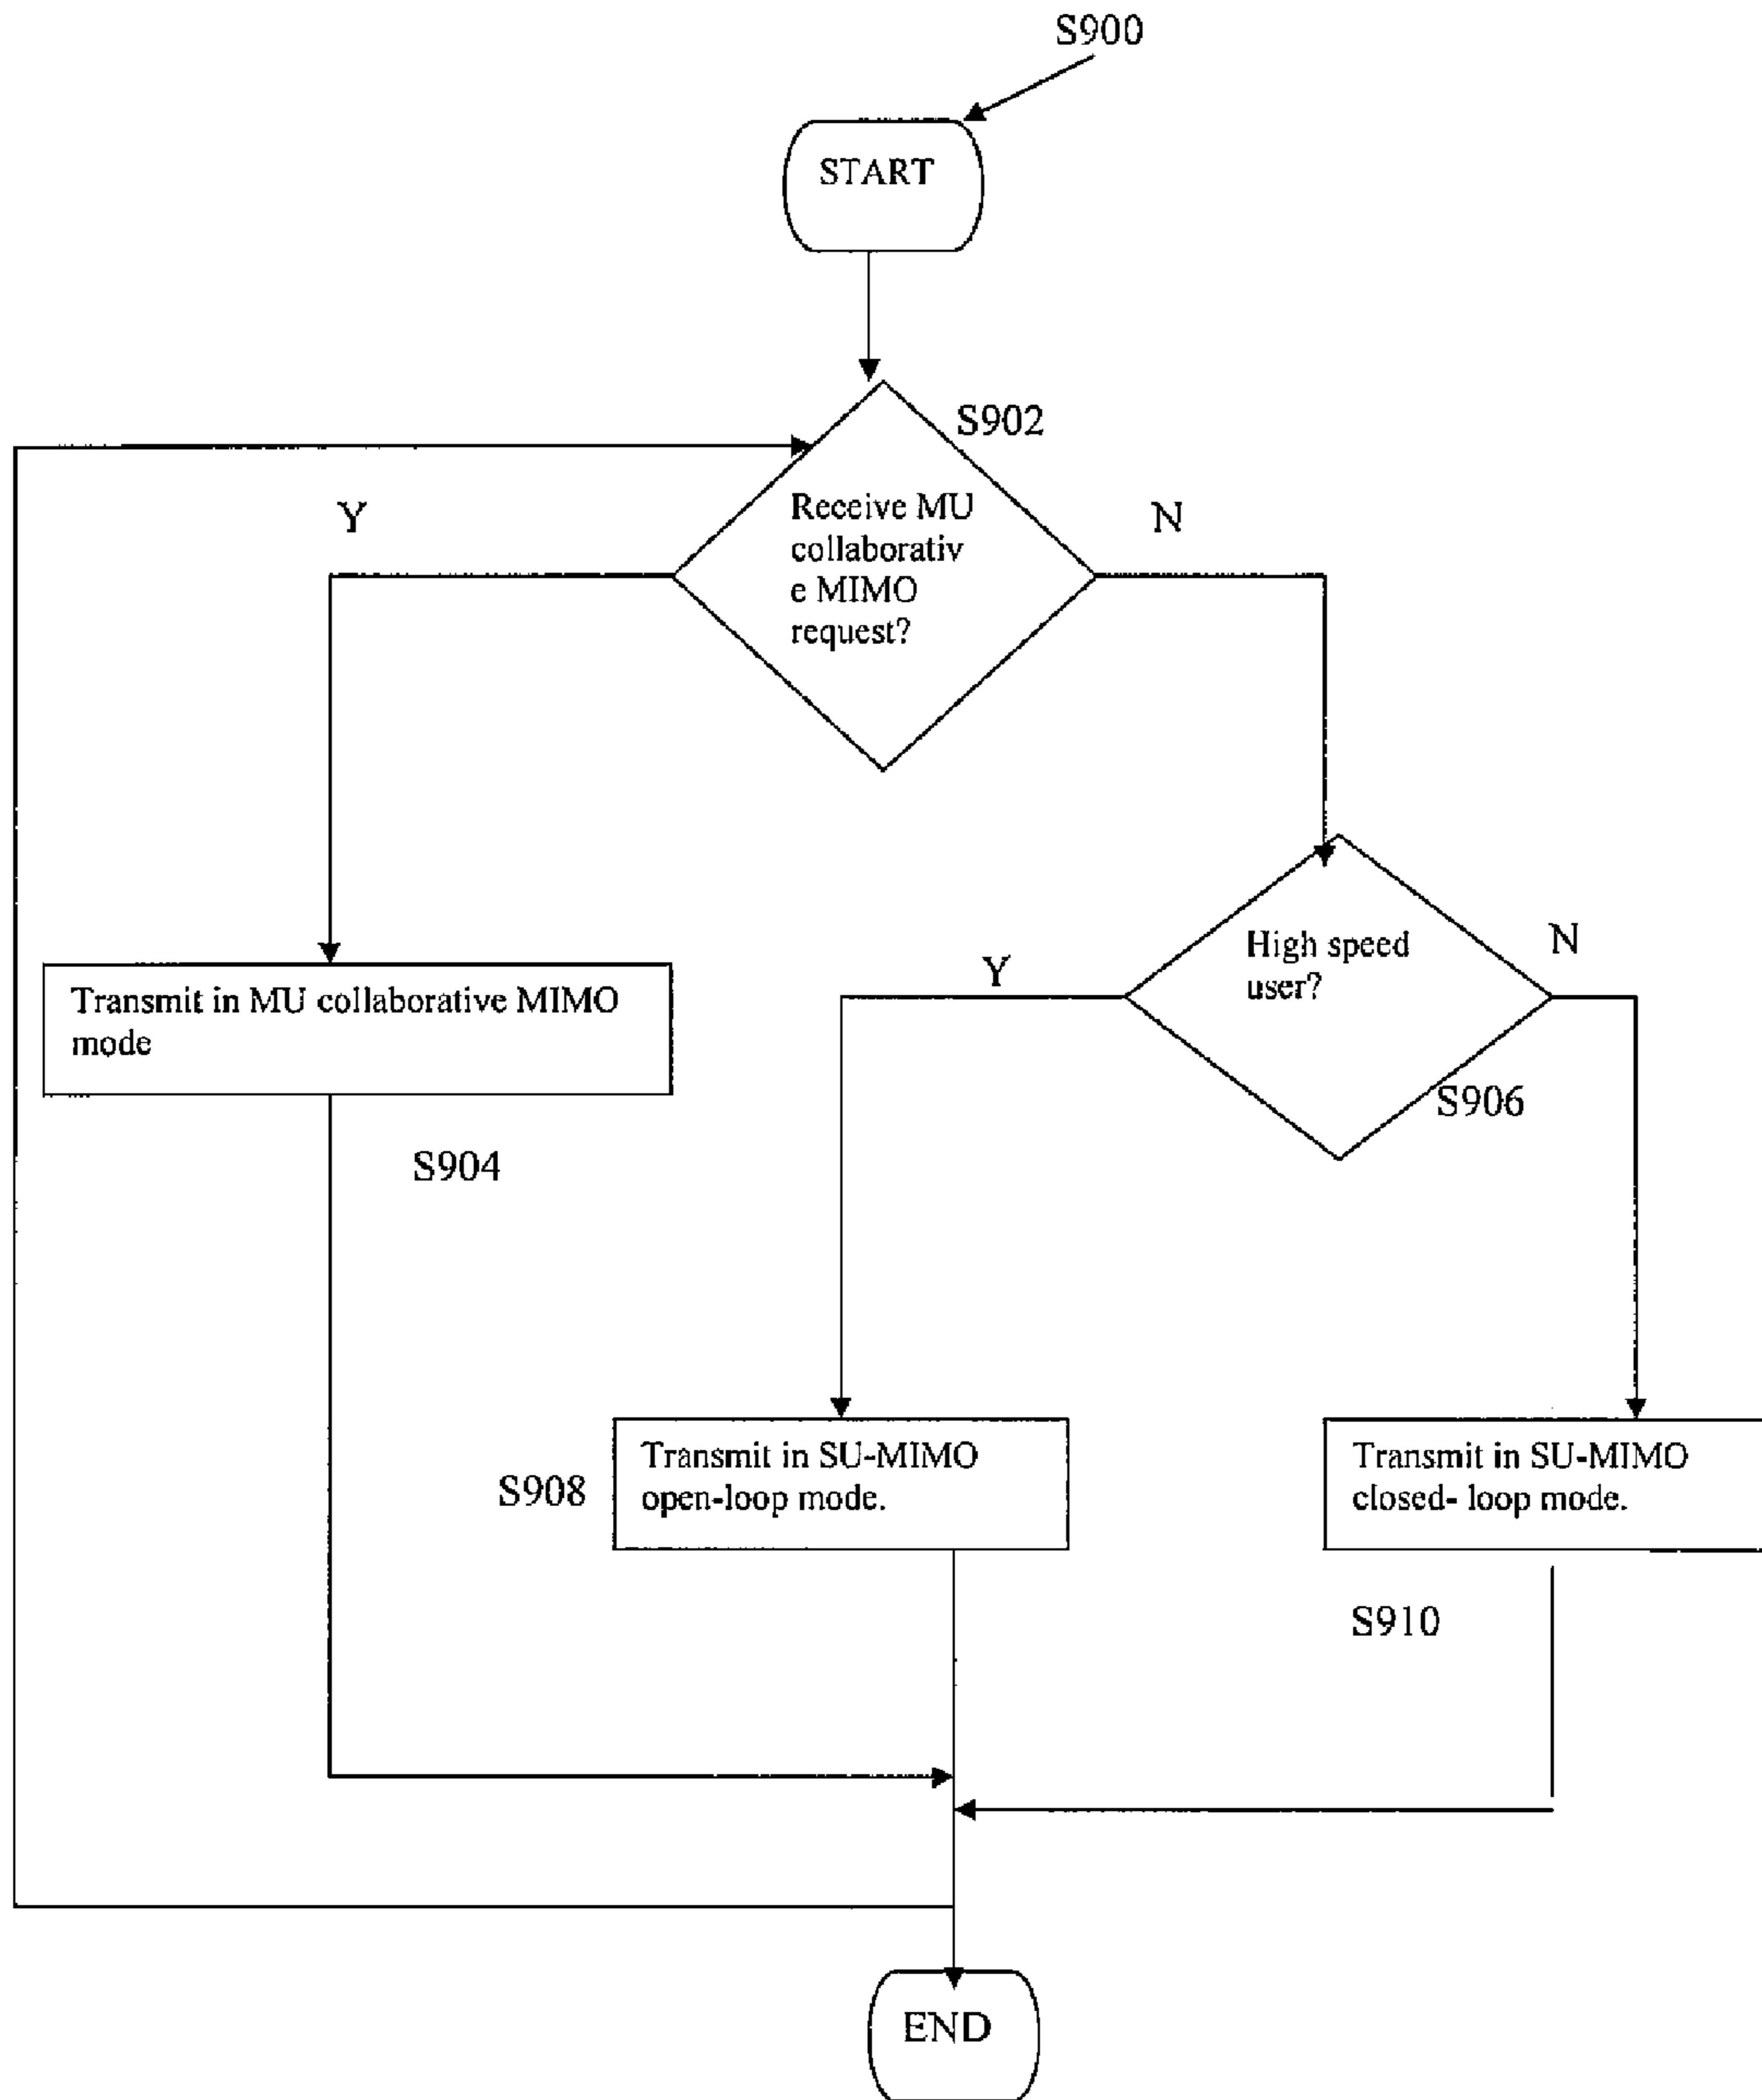 S900
START
S902
Receive MU
collaborativ
e MIMO
request?
Y
N
High speed
user?
Y
N
S906
Transmit in MU collaborative MIMO
mode
S904
Transmit in SU-MIMO
open-loop mode.
S908
Transmit in SU-MIMO
closed- loop mode.
S910
END